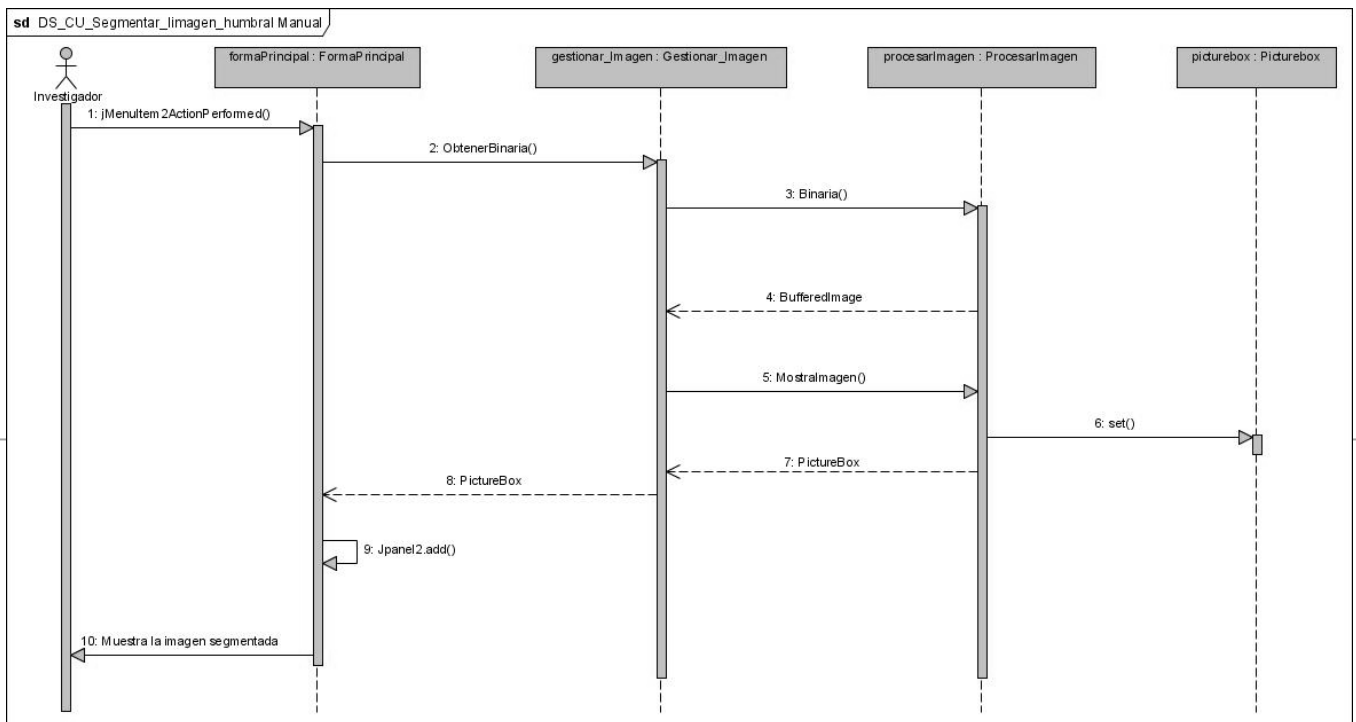 sd DS_CU_Segmentar_Iimagen_humbral Manual
formaPrincipal : FormaPrincipal
gestionar_Imagen : Gestionar_Imagen
procesarImagen : ProcesarImagen
picturebox : Picturebox
Investigador
1: jMenuItem2ActionPerformed()
2: ObtenerBinaria()
3: Binaria()
4: BufferedImage
5: MostraImagen()
6: set()
7: PictureBox
8: PictureBox
9: Jpanel2.add()
10: Muestra la imagen segmentada